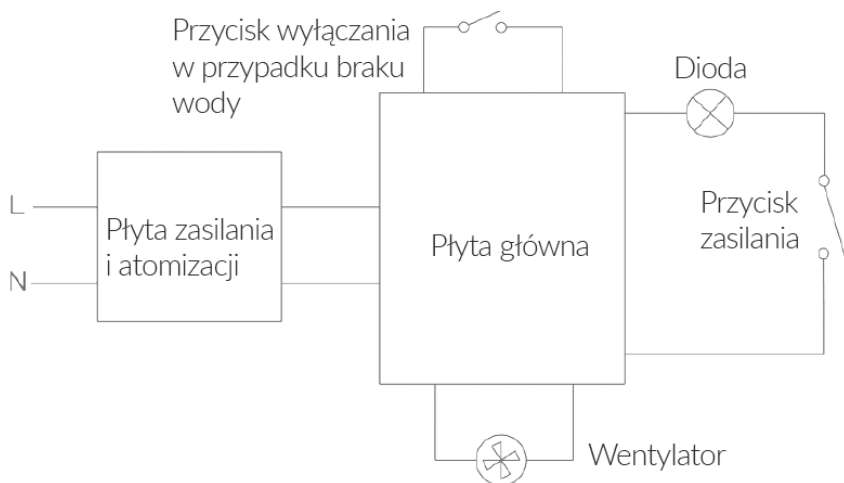 Przycisk wyłączania
w przypadku braku
wody
Dioda
L
N
Płyta zasilania
i atomizacji
Płyta główna
Przycisk
zasilania
Wentylator